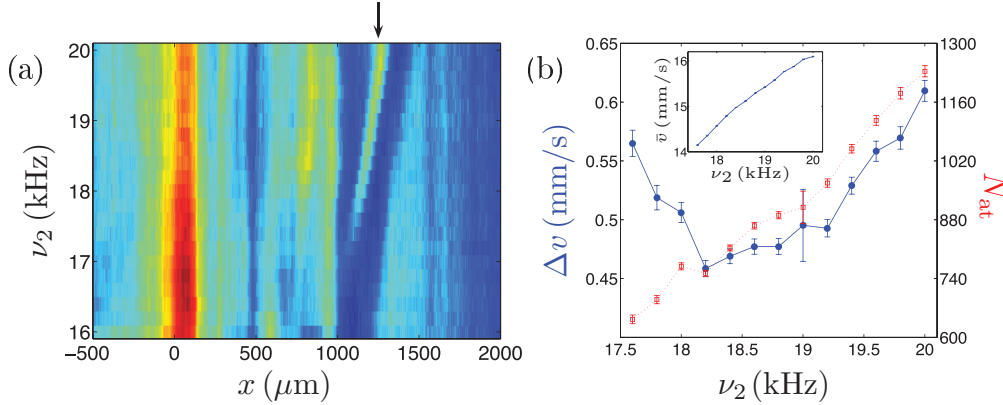 (a)
ν2 (kHz)
20
19
18
17
16
−500 0 500 1000 1500 2000
x (μm)
(b)
Δv (mm/s)
0.65
0.6
0.55
0.5
0.45
v̄ (mm/s)
16
15
14
18 19 20
ν2 (kHz)
1300
1160
1020
880
740
600
Nat
17.5 18 18.5 19 19.5 20
ν2 (kHz)